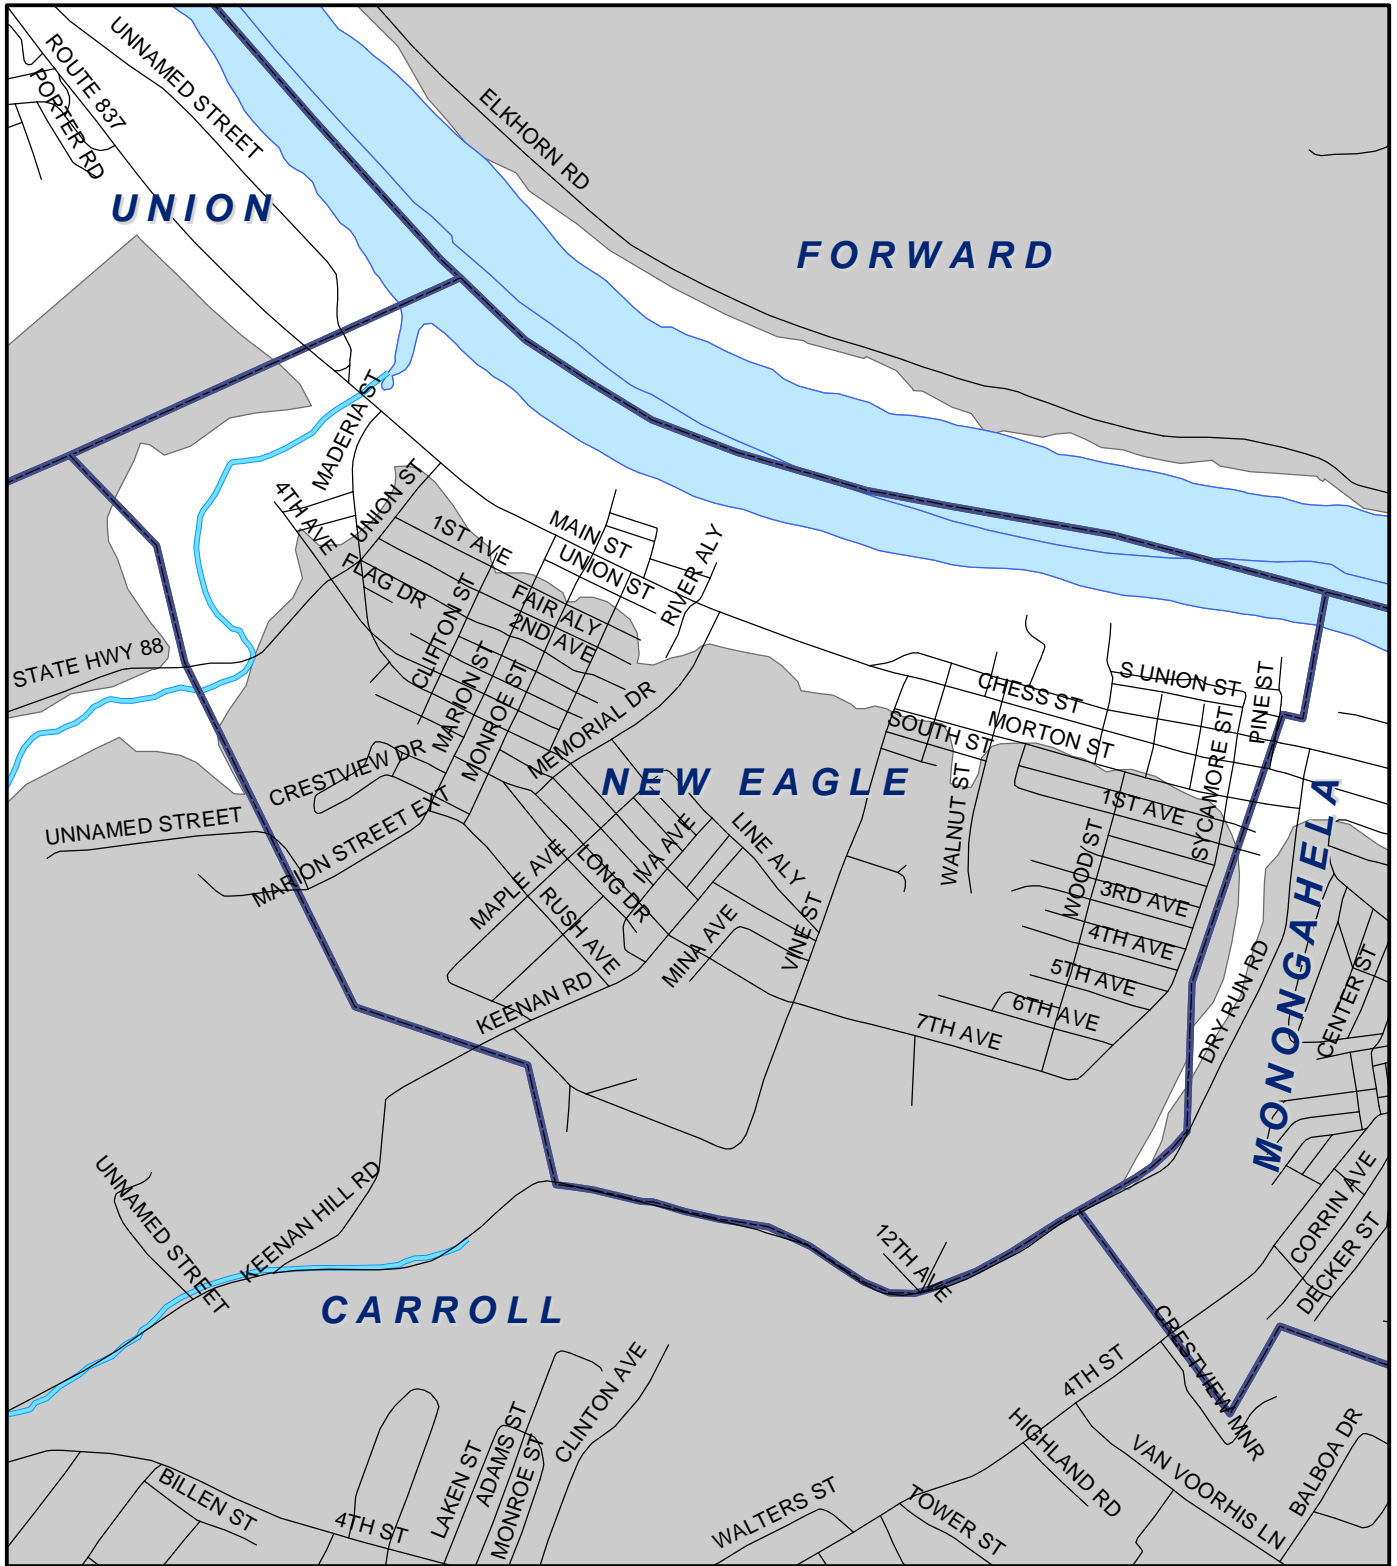 UNNAMED STREET
ROUTE 837
PORTER RD
ELKHORN RD
UNION
FORWARD
MADERIA ST
UNION ST
4TH AVE
1ST AVE
MAIN ST
UNION ST
RIVER ALY
FLAG DR
FAIR ALY
2ND AVE
CLIFTON ST
MARION ST
MONROE ST
STATE HWY 88
MEMORIAL DR
CRESTVIEW DR
S UNION ST
PINE ST
CHESS ST
SOUTH ST
MORTON ST
SYCAMORE ST
WALNUT ST
NEW EAGLE
UNNAMED STREET
MARION STREET EXT
1ST AVE
WOOD ST
LINE ALY
IVA AVE
LONG DR
MAPLE AVE
RUSH AVE
MINA AVE
VINE ST
3RD AVE
4TH AVE
5TH AVE
6TH AVE
7TH AVE
KEENAN RD
DRY RUN RD
CENTER ST
MONONGAHELA
UNNAMED STREET
KEENAN HILL RD
12TH AVE
CORRIN AVE
DECKER ST
CARROLL
CRESTVIEW MNR
4TH ST
CLINTON AVE
HIGHLAND RD
VAN VOORHIS LN
BALBOA DR
LAKEN ST
ADAMS ST
MONROE ST
BILLEN ST
4TH ST
WALTERS ST
TOWER ST